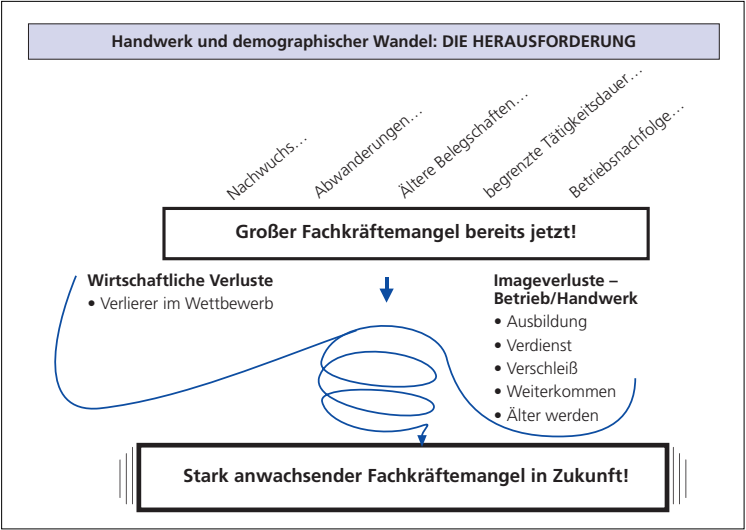 Handwerk und demographischer Wandel: DIE HERAUSFORDERUNG
Nachwuchs…
Abwanderungen…
Ältere Belegschaften…
begrenzte Tätigkeitsdauer…
Betriebsnachfolge…
Großer Fachkräftemangel bereits jetzt!
Wirtschaftliche Verluste
• Verlierer im Wettbewerb
Imageverluste –
Betrieb/Handwerk
• Ausbildung
• Verdienst
• Verschleiß
• Weiterkommen
• Älter werden
Stark anwachsender Fachkräftemangel in Zukunft!